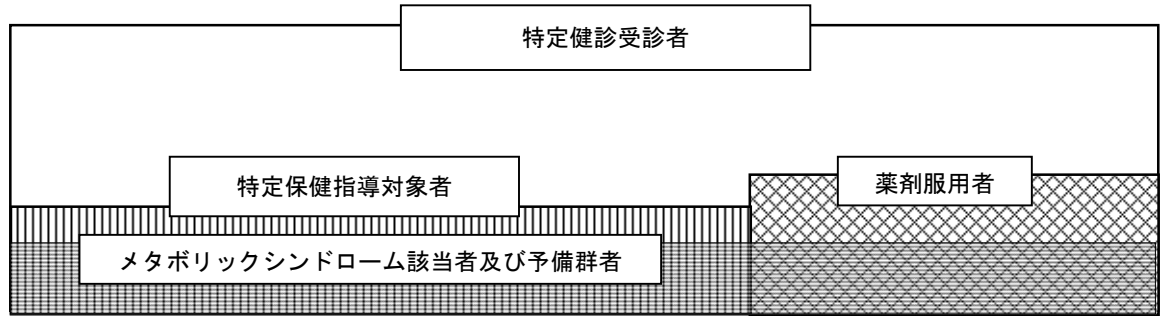 特定健診受診者
特定保健指導対象者
薬剤服用者
メタボリックシンドローム該当者及び予備群者